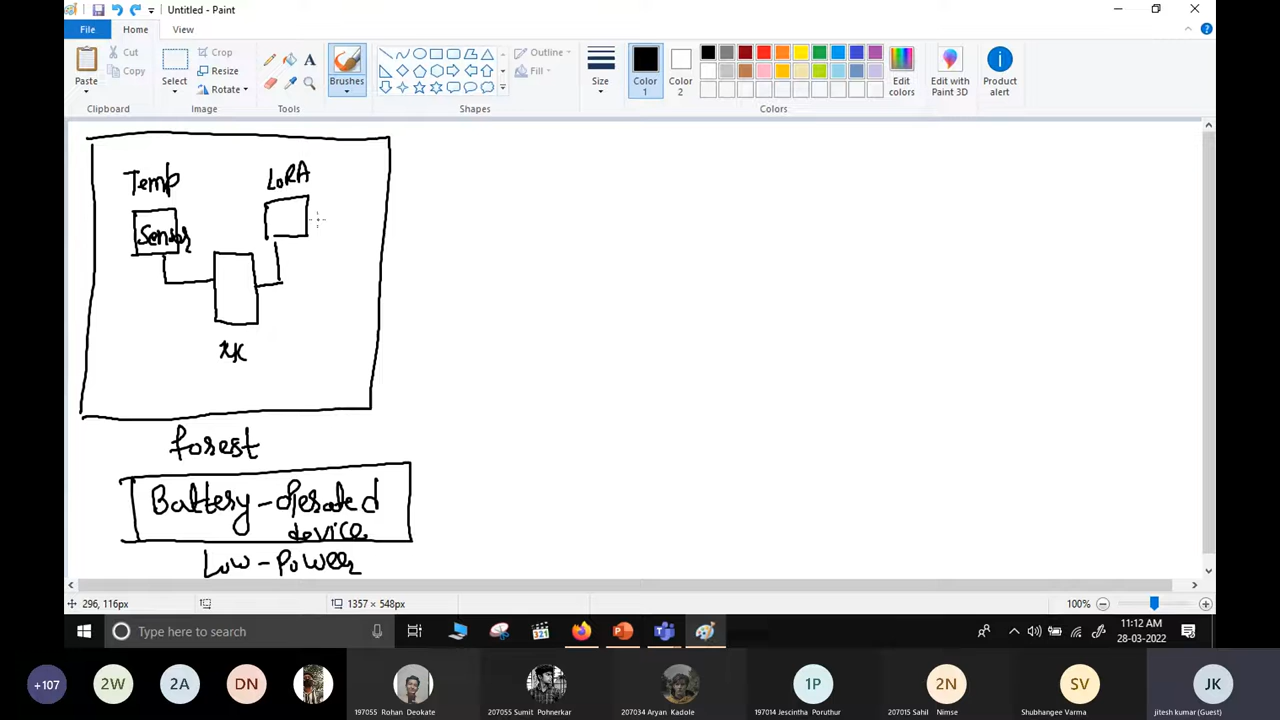 Untitled - Paint
File
Home
View
Paste
Cut
Copy
Clipboard
Select
Crop
Resize
Rotate
Image
Tools
Brushes
Outline
Fill
Shapes
Size
Color
1
Color
2
Colors
Edit
colors
Edit with
Paint 3D
Product
alert
Temp
Sensor
LoRA
forest
Battery-operated
device
Low-Power
296, 116px
1357 × 548px
100%
Type here to search
321
11:12 AM
28-03-2022
+107
2W
2A
DN
197055 Rohan Deokate
207055 Sumit Pohnerkar
207034 Aryan Kadole
1P
197014 Jescintha Poruthur
2N
207015 Sahil Nimse
SV
Shubhangee Varma
JK
jitesh kumar (Guest)